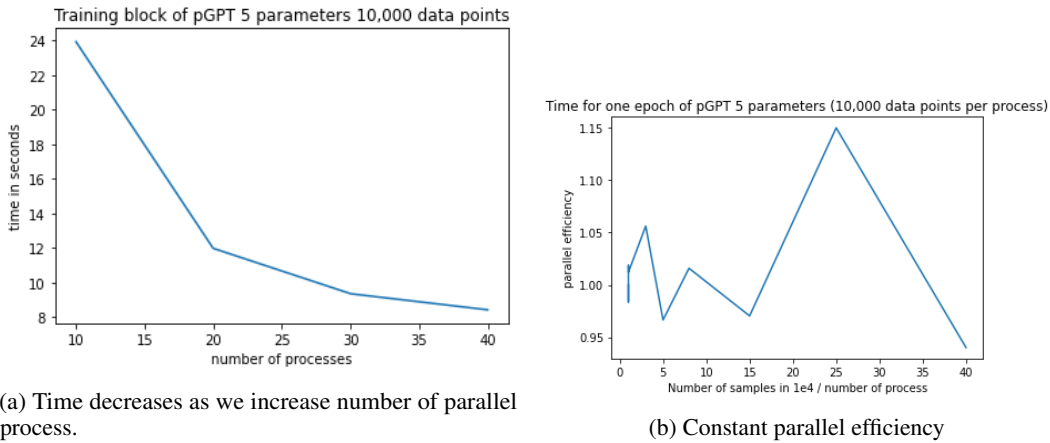 Training block of pGPT 5 parameters 10,000 data points
24
22
20
18
16
14
12
10
8
time in seconds
10 15 20 25 30 35 40
number of processes
(a) Time decreases as we increase number of parallel
process.
Time for one epoch of pGPT 5 parameters (10,000 data points per process)
1.15
1.10
1.05
1.00
0.95
parallel efficiency
0 5 10 15 20 25 30 35 40
Number of samples in 1e4 / number of process
(b) Constant parallel efficiency